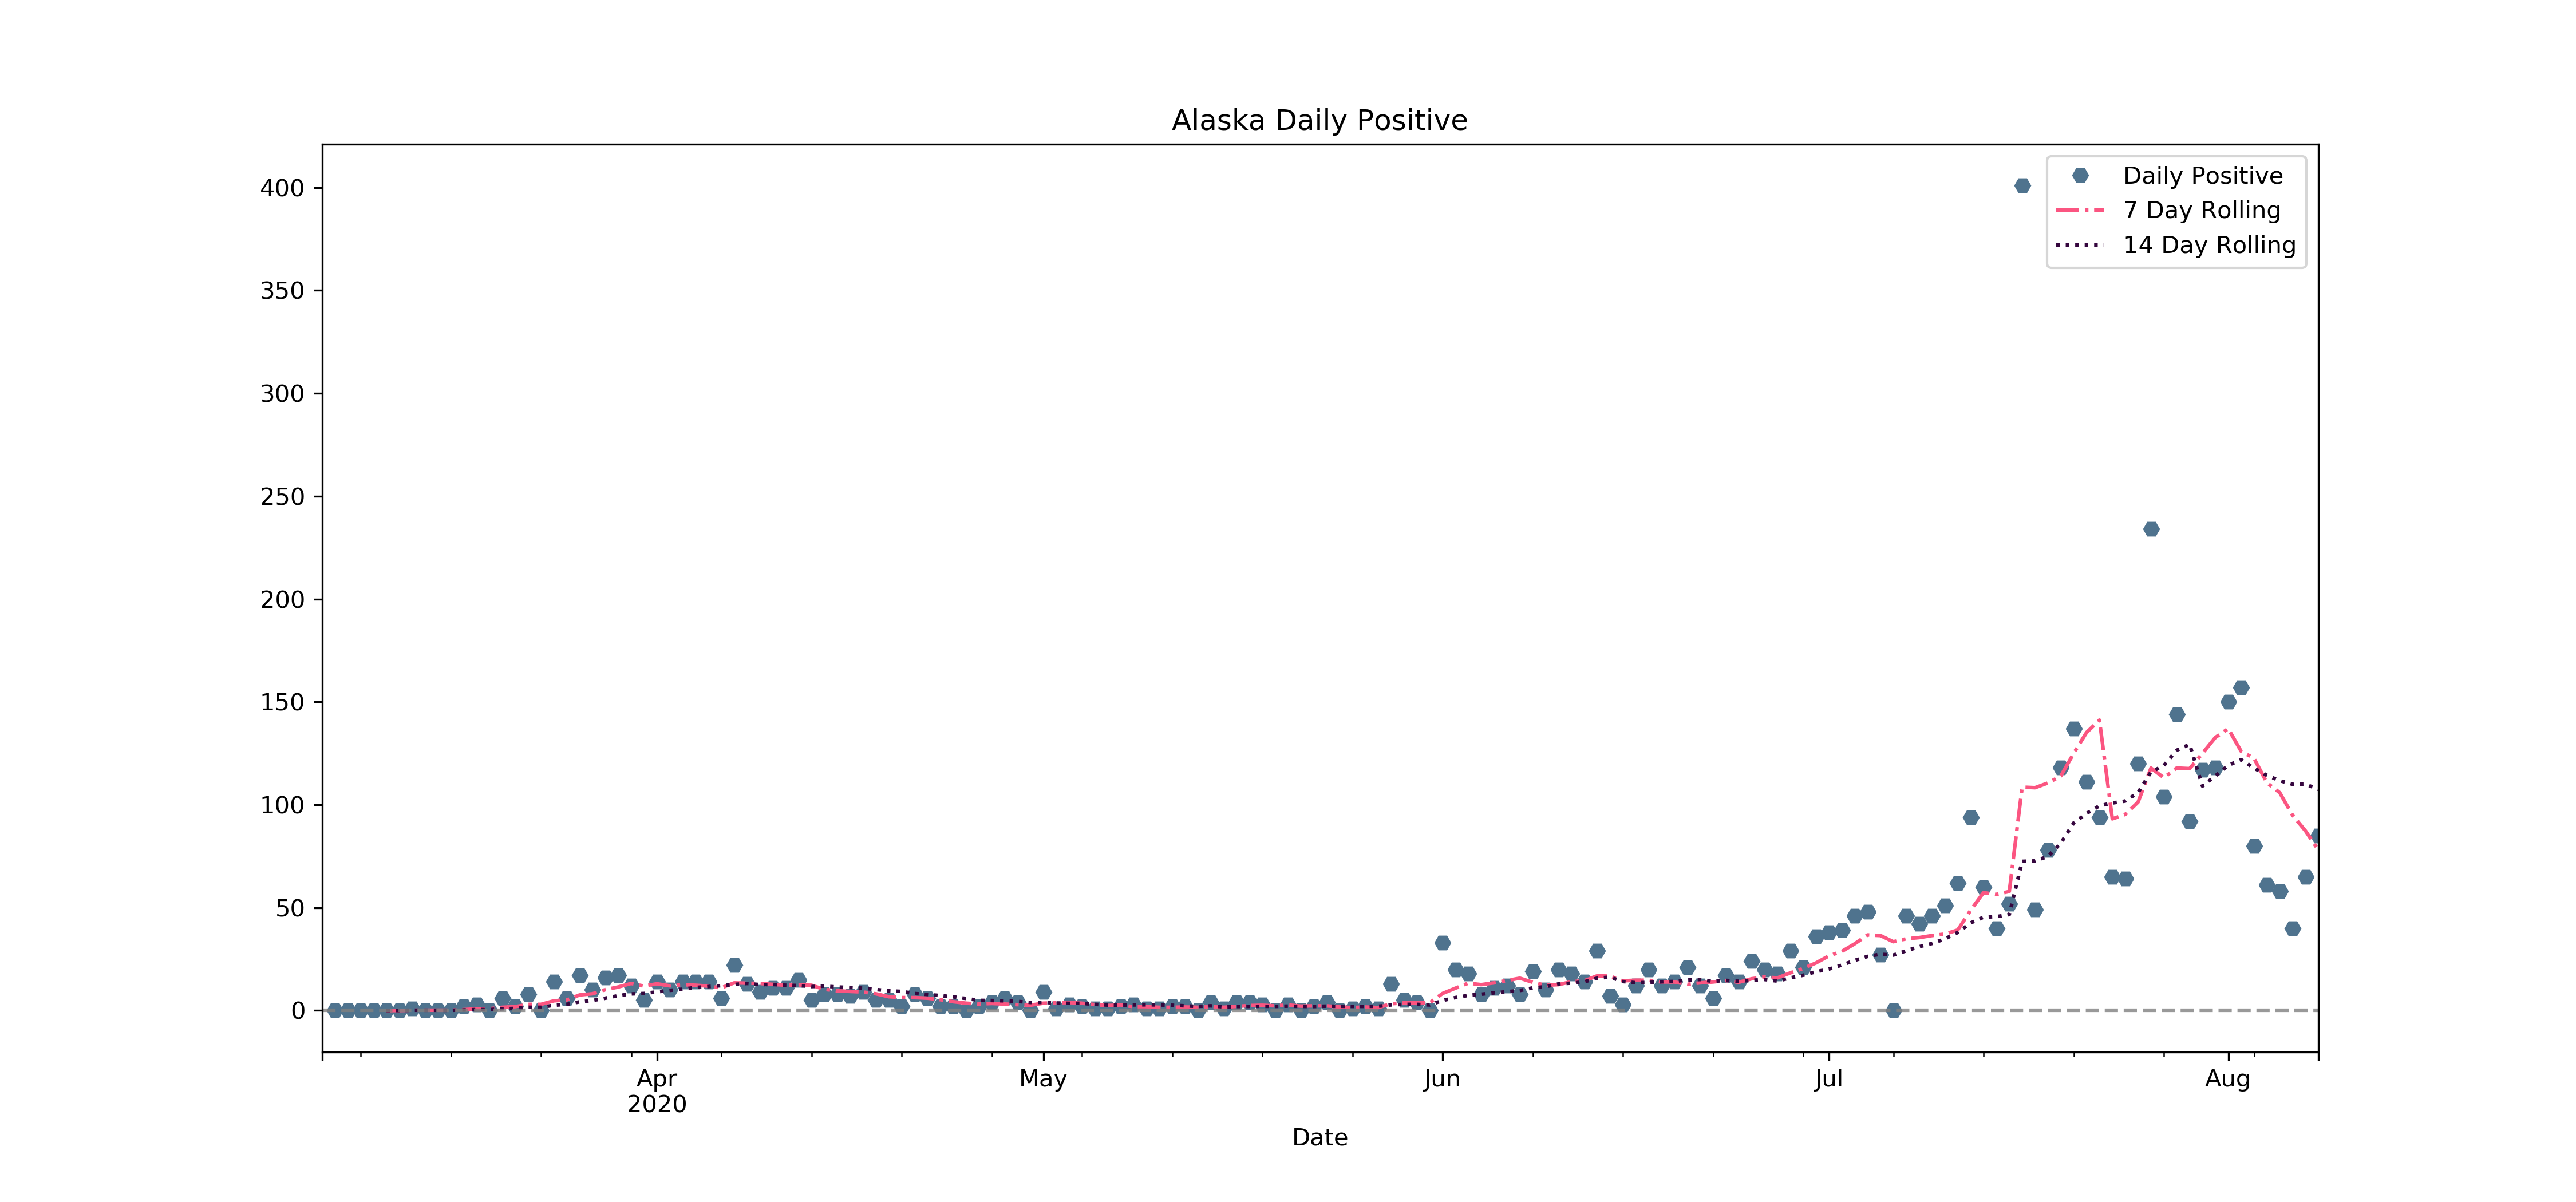 Alaska Daily Positive
400
350
300
250
200
150
100
50
0
Daily Positive
7 Day Rolling
14 Day Rolling
Apr
2020
May
Jun
Jul
Aug
Date